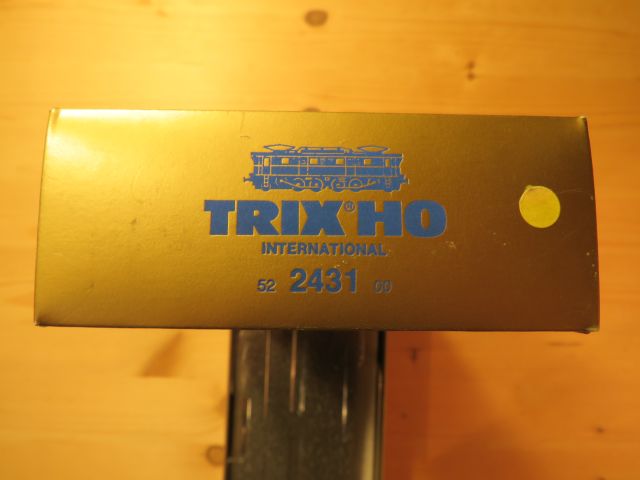 TRIX® HO
INTERNATIONAL
52 2431 00